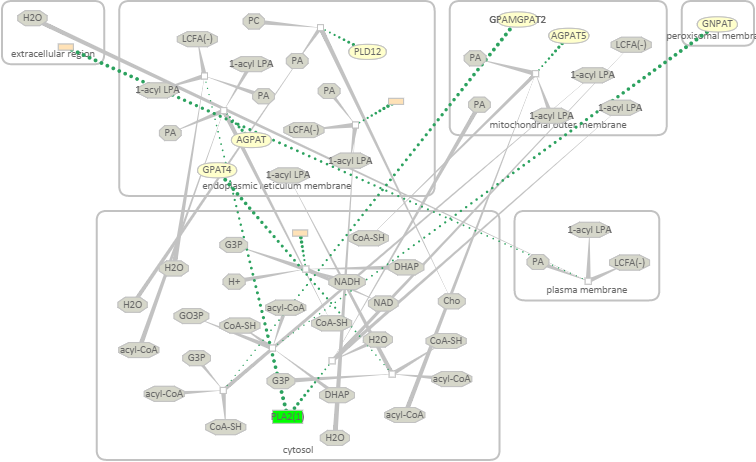 H2O
extracellular region
PC
LCFA(-)
PLD12
1-acyl LPA
PA
1-acyl LPA
PA
PA
PA
LCFA(-)
AGPAT
1-acyl LPA
GPAT4
1-acyl LPA
endoplasmic reticulum membrane
GPAMGPAT2
AGPAT5
LCFA(-)
PA
1-acyl LPA
PA
1-acyl LPA
1-acyl LPA
mitochondrial outer membrane
GNPAT
peroxisomal membra
CoA-SH
G3P
H2O
DHAP
H+
NADH
H2O
acyl-CoA
NAD
Cho
GO3P
CoA-SH
CoA-SH
H2O
CoA-SH
acyl-CoA
G3P
G3P
acyl-CoA
acyl-CoA
DHAP
PLA2(1)
acyl-CoA
CoA-SH
H2O
cytosol
1-acyl LPA
PA
LCFA(-)
plasma membrane